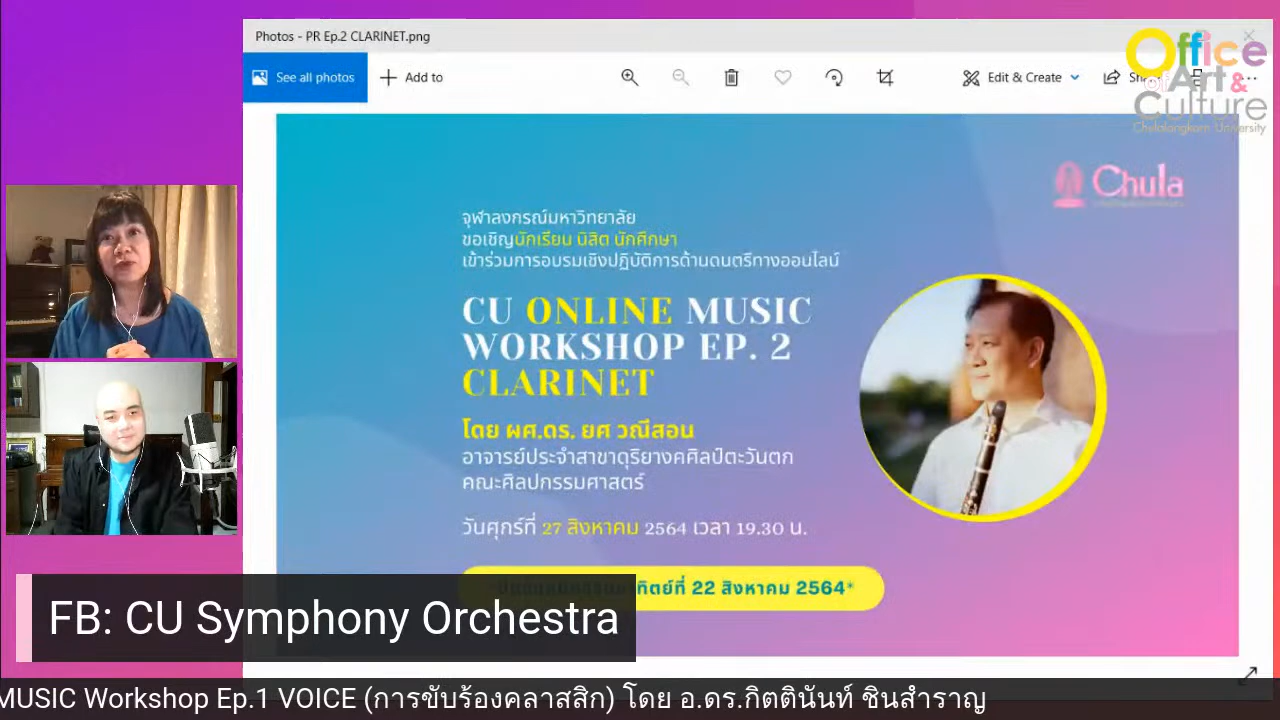 Photos - PR Ep.2 CLARINET.png
See all photos
Add to
Edit & Create
Office
of Art &
Culture
Chulalongkorn University
Chula
จุฬาลงกรณ์มหาวิทยาลัย
ขอเชิญนักเรียน นิสิต นักศึกษา
เข้าร่วมการอบรมเชิงปฏิบัติการด้านดนตรีทางออนไลน์
CU ONLINE MUSIC
WORKSHOP EP. 2
CLARINET
โดย ผศ.ดร. ยศ วณีสอน
อาจารย์ประจำสาขาดุริยางคศิลป์ตะวันตก
คณะศิลปกรรมศาสตร์
วันศุกร์ที่ 27 สิงหาคม 2564 เวลา 19.30 น.
22 สิงหาคม 2564*
FB: CU Symphony Orchestra
MUSIC Workshop Ep.1 VOICE (การขับร้องคลาสสิก) โดย อ.ดร.กิตตินันท์ ชินสำราญ